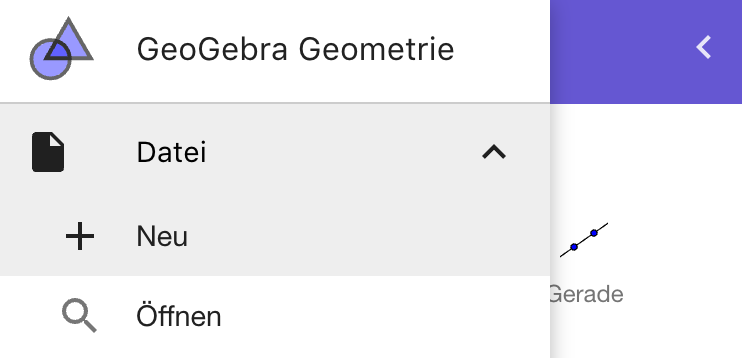 GeoGebra Geometrie
Datei
Neu
Gerade
Öffnen